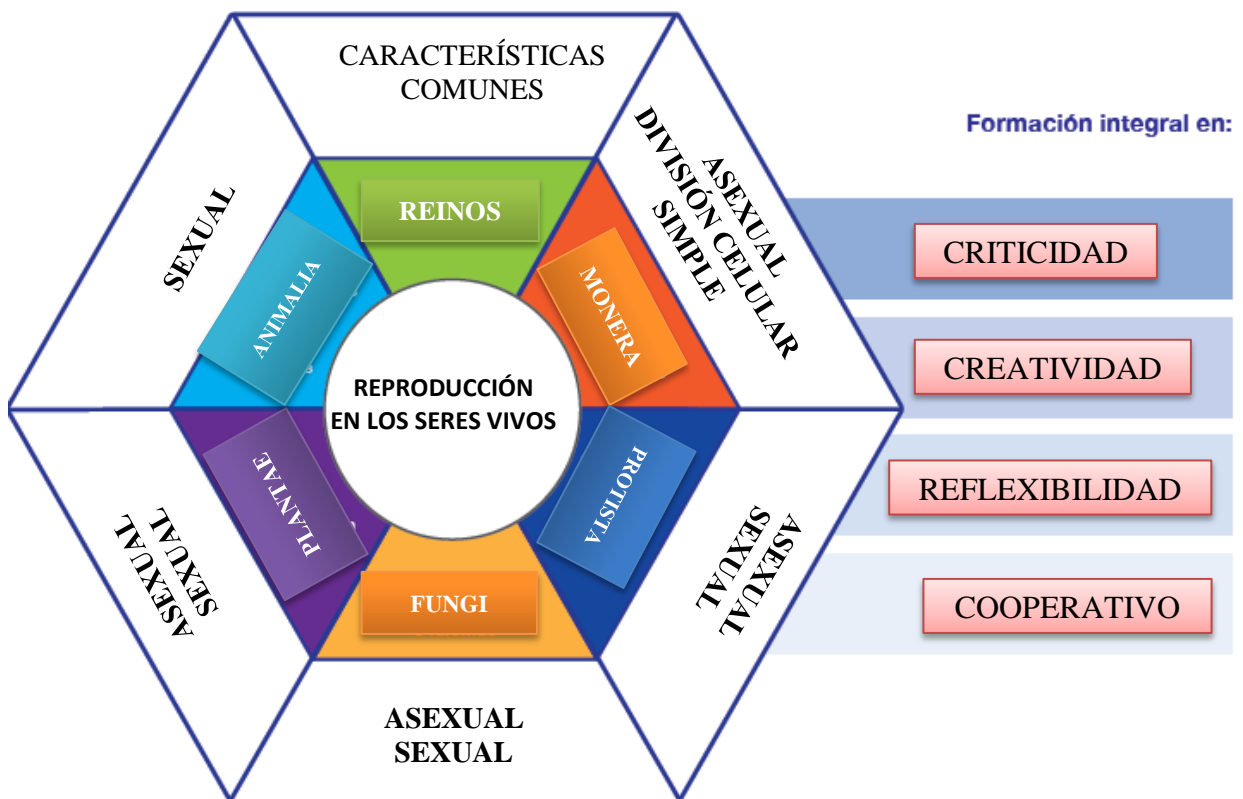 CARACTERÍSTICAS
COMUNES
REINOS
ASEXUAL
DIVISIÓN CELULAR
SIMPLE
MONERA
ASEXUAL
SEXUAL
PROTISTA
ASEXUAL
SEXUAL
FUNGI
ASEXUAL
SEXUAL
PLANTAE
SEXUAL
ANIMALIA
REPRODUCCIÓN
EN LOS SERES VIVOS
Formación integral en:
CRITICIDAD
CREATIVIDAD
REFLEXIBILIDAD
COOPERATIVO